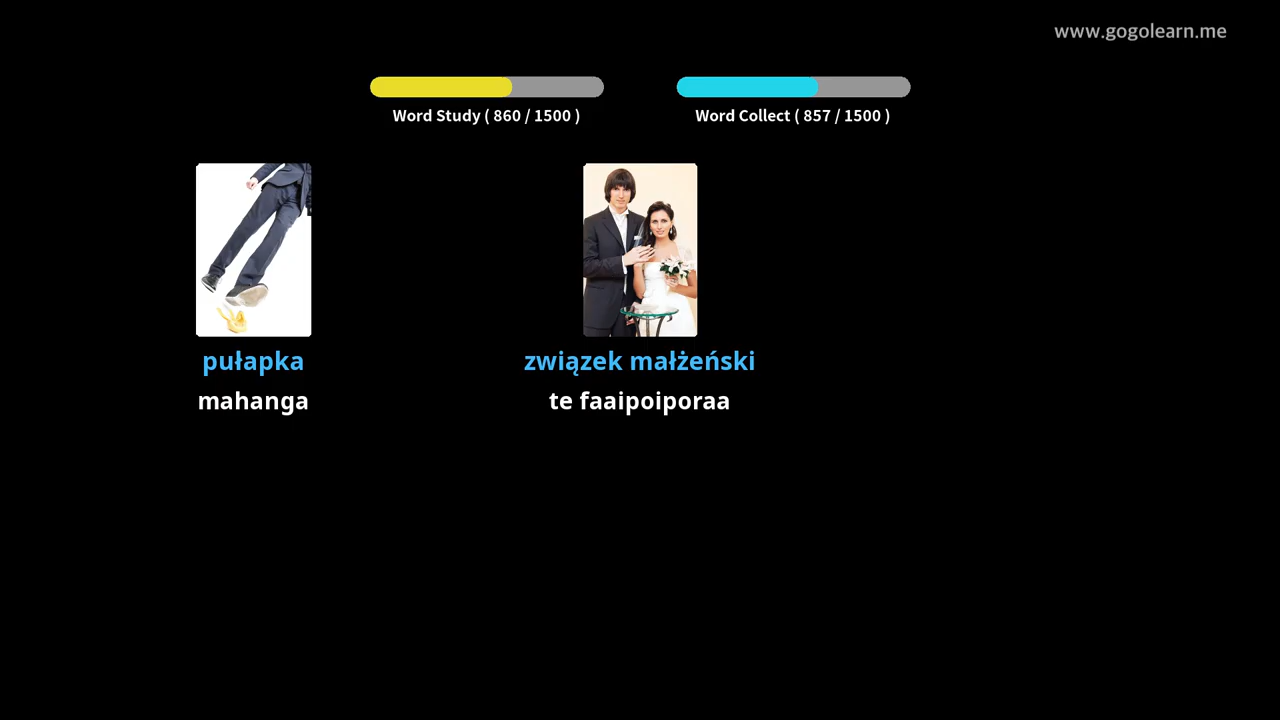 www.gogolearn.me
Word Study ( 860 / 1500 )
Word Collect ( 857 / 1500 )
pułapka
mahanga
związek małżeński
te faaipoiporaa